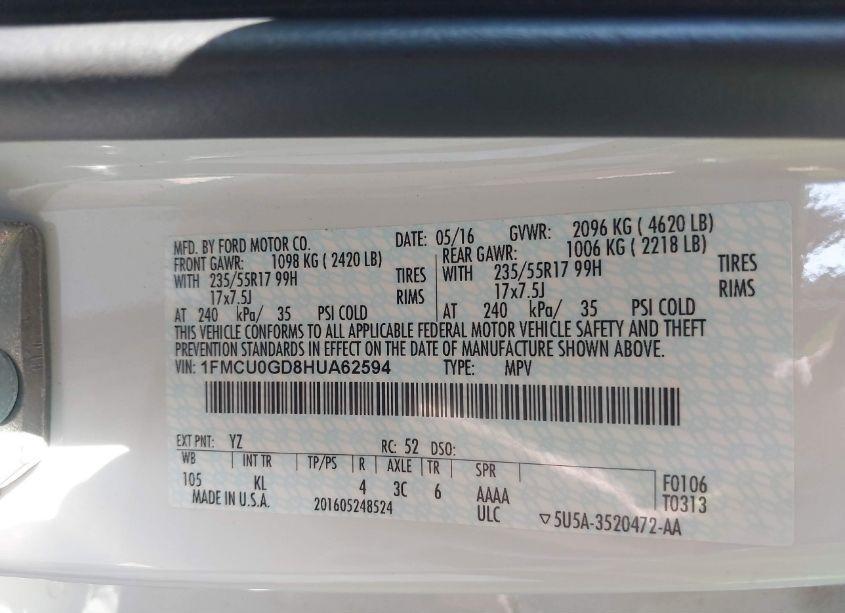 MFD. BY FORD MOTOR CO. DATE: 05/16 GVWR: 2096 KG ( 4620 LB)
FRONT GAWR: 1098 KG ( 2420 LB) REAR GAWR: 1006 KG ( 2218 LB)
WITH 235/55R17 99H TIRES WITH 235/55R17 99H TIRES
17x7.5J RIMS 17x7.5J RIMS
AT 240 kPa/ 35 PSI COLD AT 240 kPa/ 35 PSI COLD
THIS VEHICLE CONFORMS TO ALL APPLICABLE FEDERAL MOTOR VEHICLE SAFETY AND THEFT
PREVENTION STANDARDS IN EFFECT ON THE DATE OF MANUFACTURE SHOWN ABOVE.
VIN: 1FMCU0GD8HUA62594 TYPE: MPV
EXT PNT: YZ RC: 52 DSO:
WB INT TR TP/PS R AXLE TR SPR F0106
105 KL 4 3C 6 AAAA T0313
MADE IN U.S.A. 201605248524 ULC ▽5U5A-3520472-AA